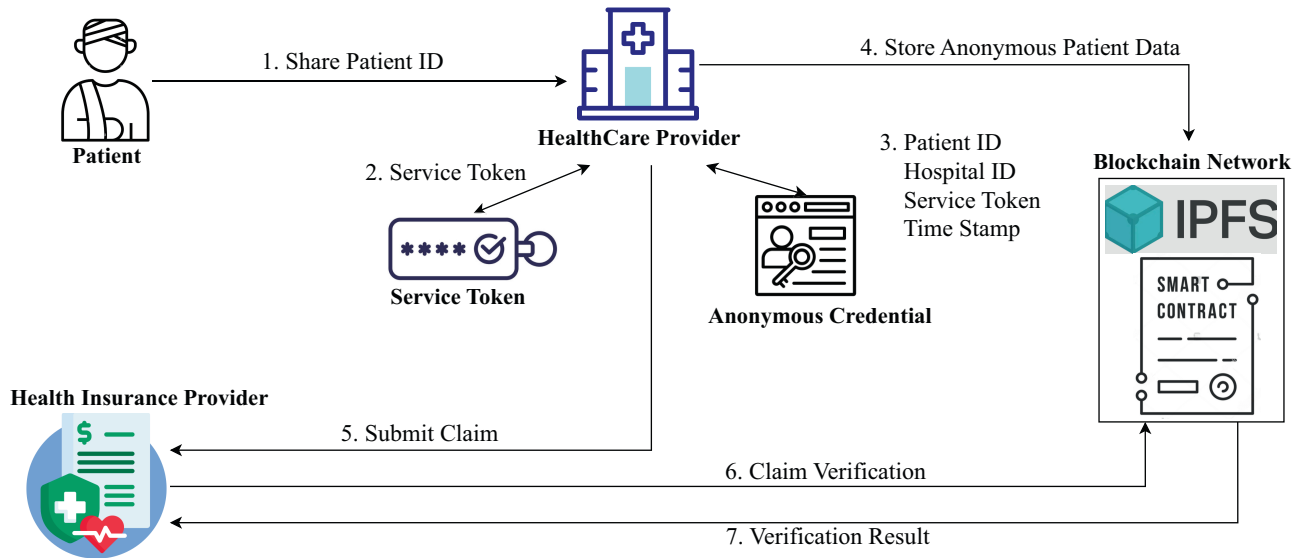 1. Share Patient ID
4. Store Anonymous Patient Data
HealthCare Provider
Patient
2. Service Token
3. Patient ID
Hospital ID
Service Token
Time Stamp
Blockchain Network
IPFS
****
Service Token
Anonymous Credential
SMART
CONTRACT
Health Insurance Provider
$
5. Submit Claim
6. Claim Verification
7. Verification Result